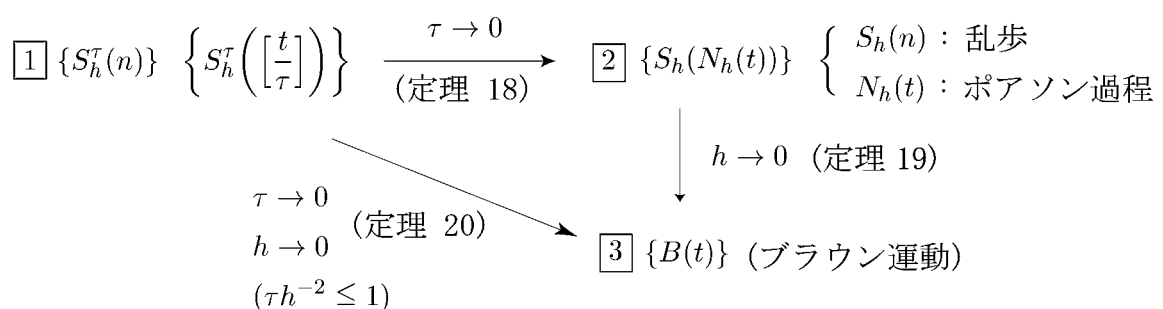 1 {S_h^τ(n)} {S_h^τ([t/τ])}
τ → 0
(定理 18)
2 {S_h(N_h(t))} { S_h(n)：乱歩
N_h(t)：ポアソン過程
h → 0 (定理 19)
τ → 0
h → 0
(τh^{-2} ≤ 1)
(定理 20)
3 {B(t)} (ブラウン運動)